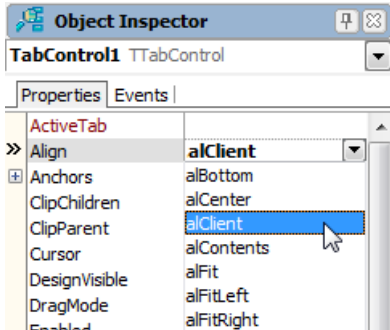 Object Inspector
TabControl1 TTabControl
Properties Events
ActiveTab
Align alClient
Anchors alBottom
ClipChildren alCenter
ClipParent alClient
Cursor alContents
DesignVisible alFit
DragMode alFitLeft
Enabled alFitRight